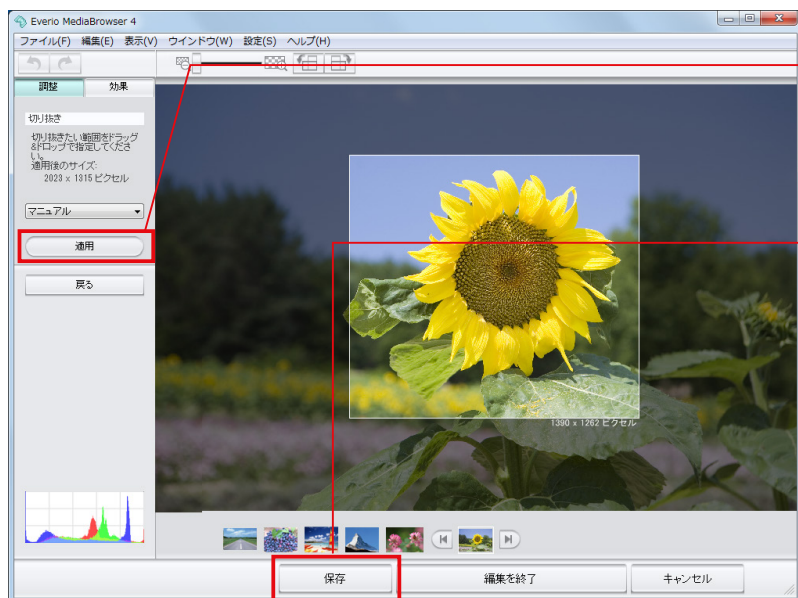 Everio MediaBrowser 4
ファイル(F) 編集(E) 表示(V) ウインドウ(W) 設定(S) ヘルプ(H)
調整 効果
切り抜き
切り抜きたい範囲をドラッグ
&ドロップで指定してくださ
い。
適用後のサイズ:
2023 x 1315 ピクセル
マニュアル
適用
戻る
1390 x 1262 ピクセル
保存 編集を終了 キャンセル